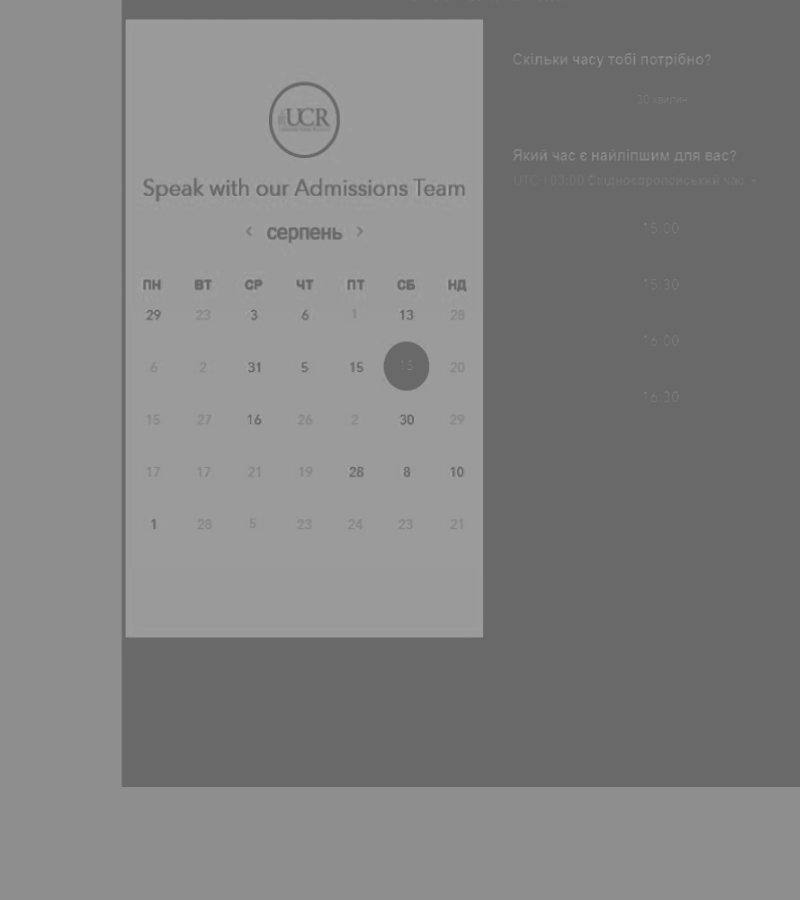 UCR
Speak with our Admissions Team
‹ серпень ›
ПН ВТ СР ЧТ ПТ СБ НД
29 23 3 6 1 13 28
6 2 31 5 15 13 20
15 27 16 26 2 30 29
17 17 21 19 28 8 10
1 28 5 23 24 23 21
Скільки часу тобі потрібно?
30 хвилин
Який час є найліпшим для вас?
UTC +03:00 Східноєвропейський час
15:00
15:30
16:00
16:30